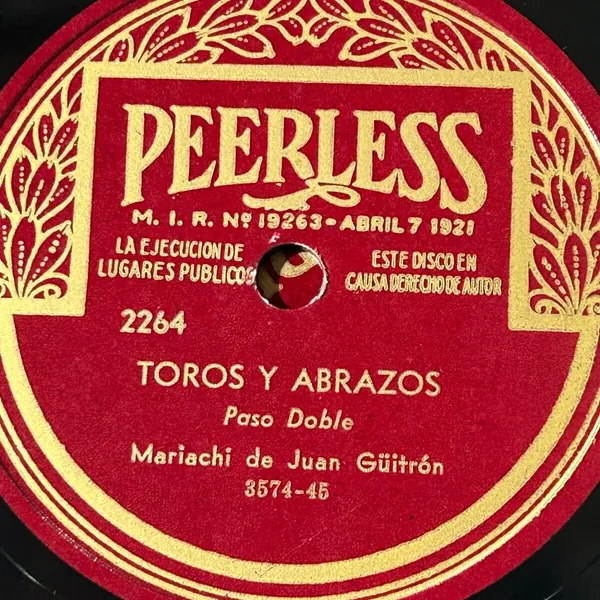 PEERLESS
M. I. R. Nº 19263-ABRIL 7 1921
LA EJECUCION DE
LUGARES PUBLICOS
ESTE DISCO EN
CAUSA DERECHO DE AUTOR
2264
TOROS Y ABRAZOS
Paso Doble
Mariachi de Juan Güitrón
3574-45